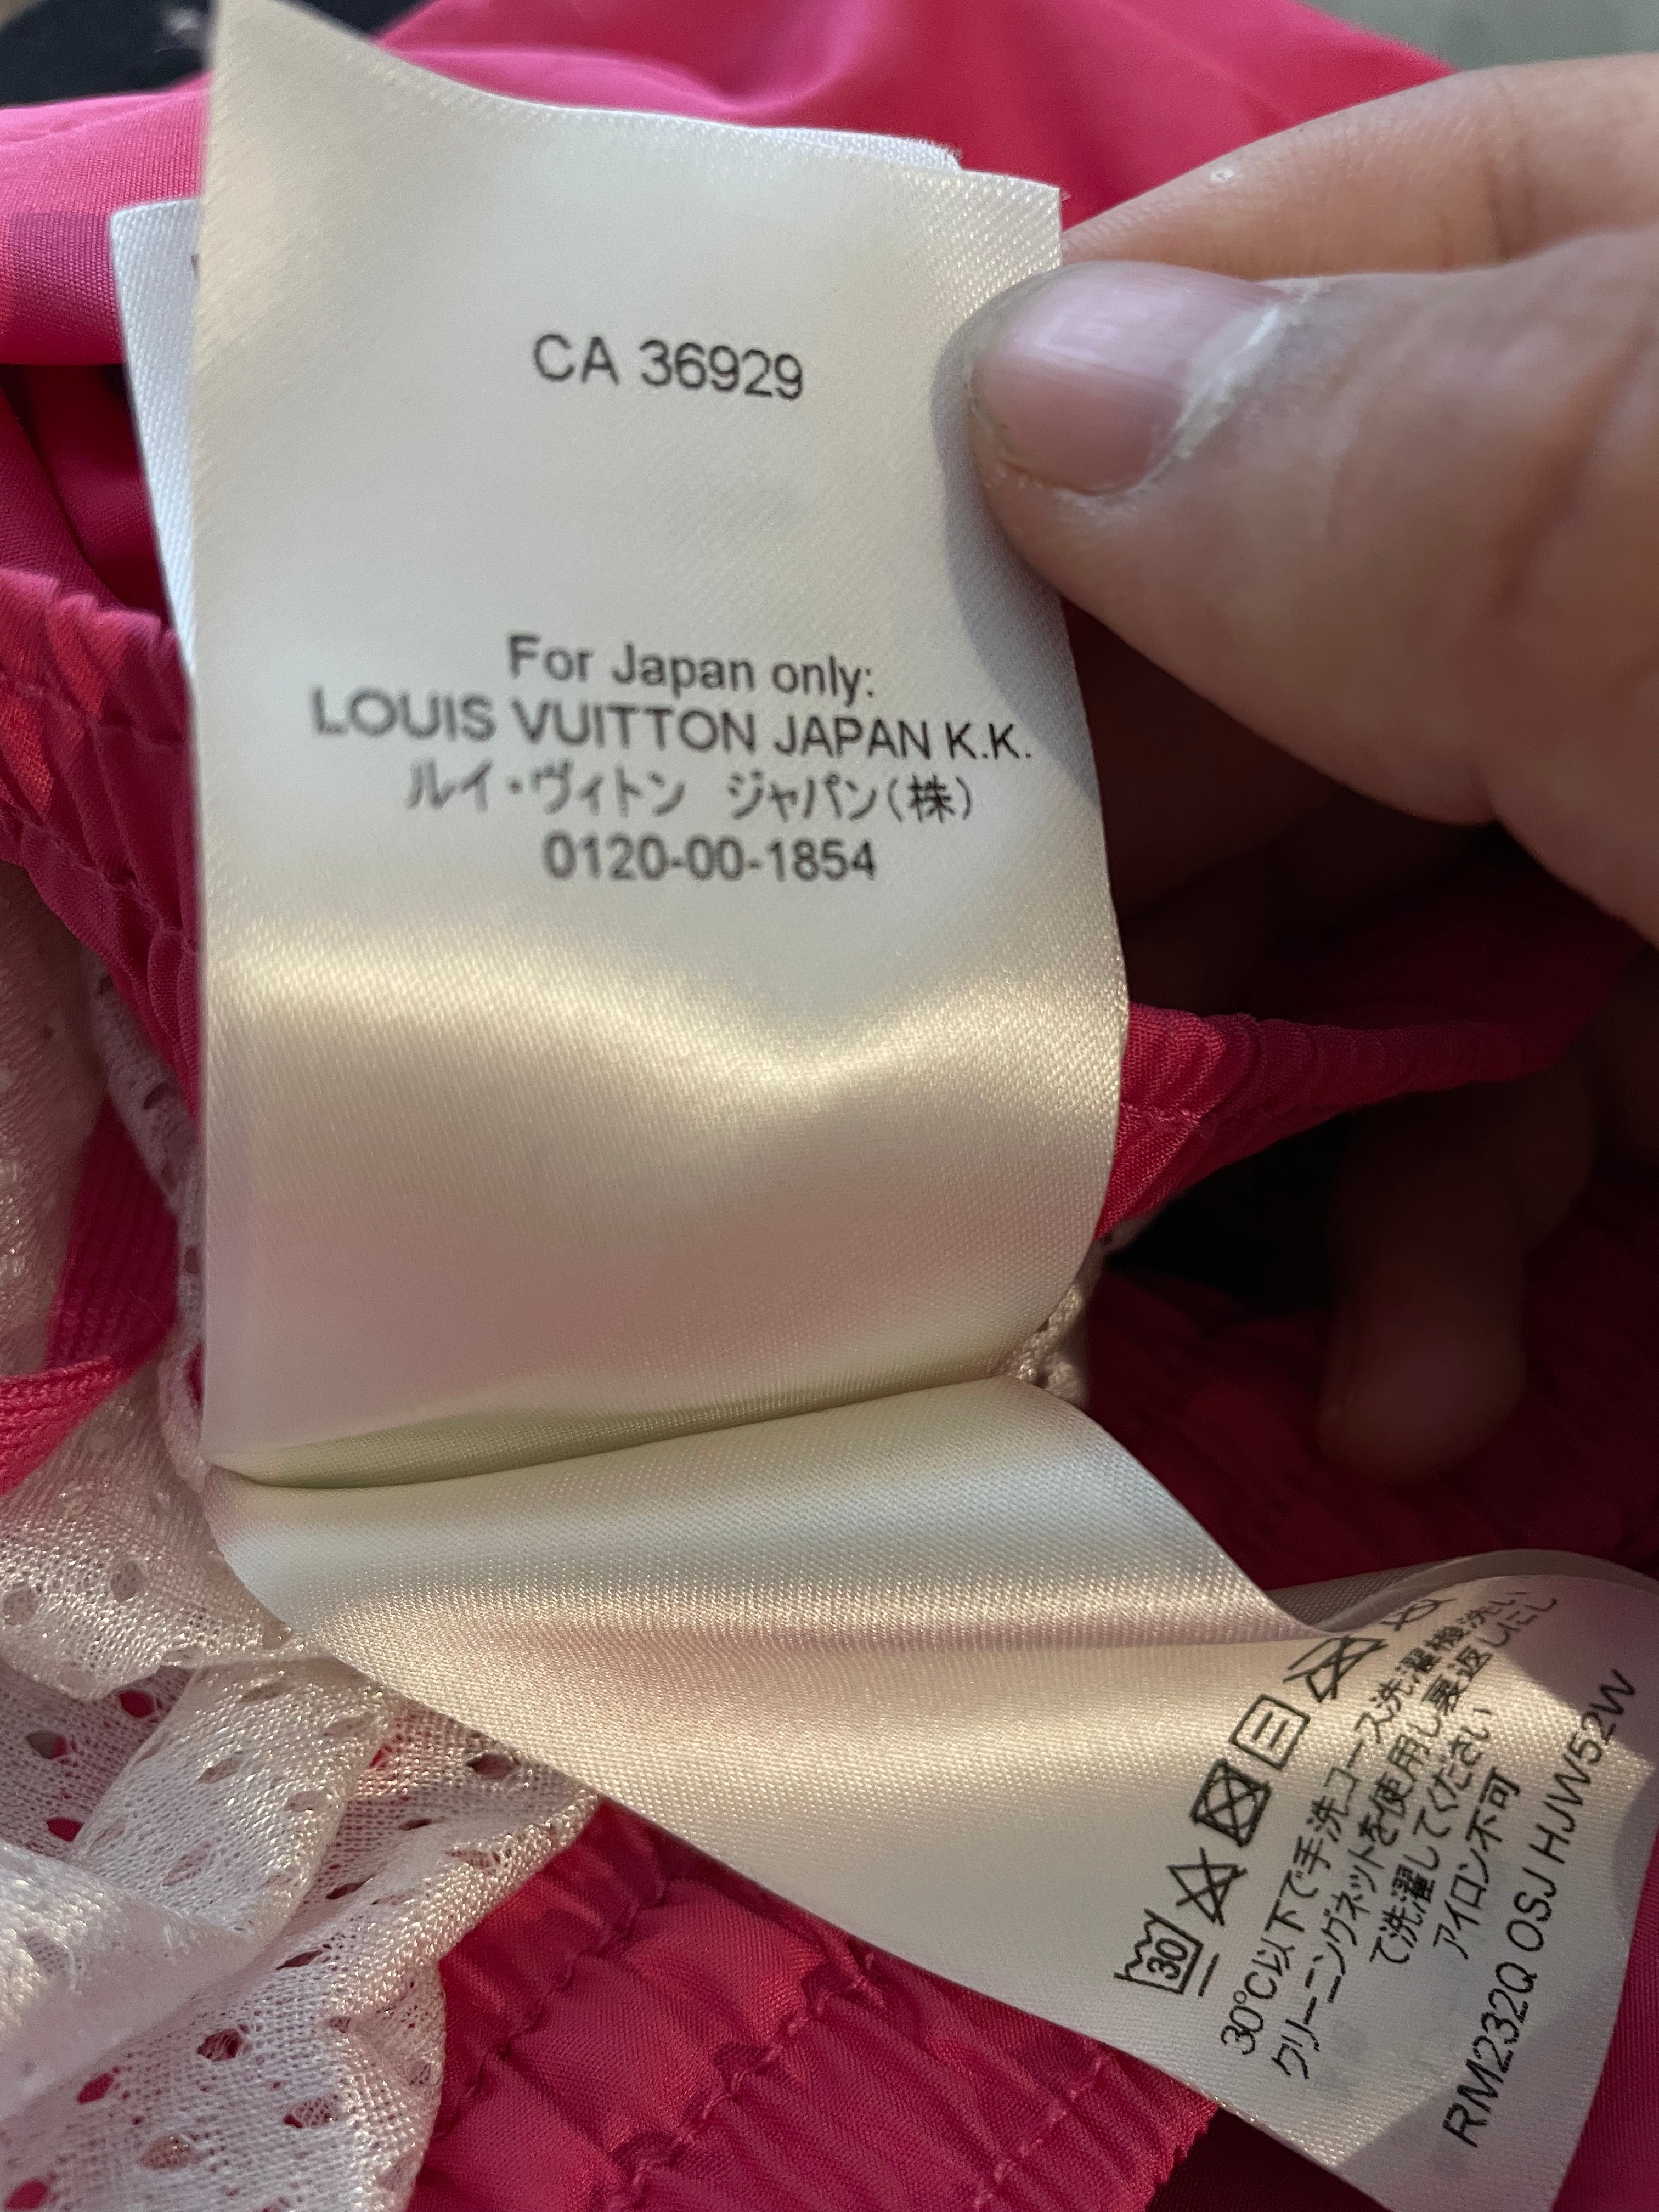 CA 36929
For Japan only:
LOUIS VUITTON JAPAN K.K.
ルイ・ヴィトン ジャパン(株)
0120-00-1854
30
30℃以下で手洗コース洗濯機洗い
クリーニングネットを使用し裏返しにし
て洗濯してください
アイロン不可
RM232Q OSJ HJW52W